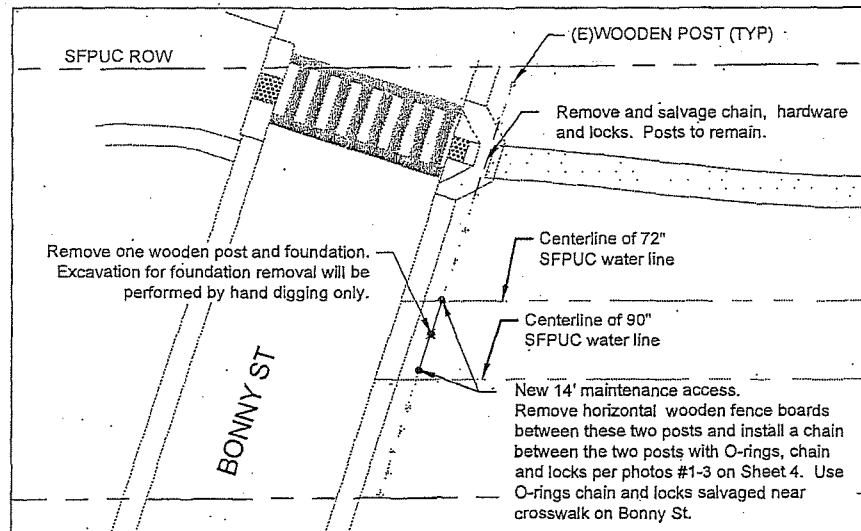 SFPUC ROW
(E)WOODEN POST (TYP)
Remove and salvage chain, hardware
and locks. Posts to remain.
Remove one wooden post and foundation.
Excavation for foundation removal will be
performed by hand digging only.
Centerline of 72"
SFPUC water line
Centerline of 90"
SFPUC water line
BONNY ST
New 14' maintenance access.
Remove horizontal wooden fence boards
between these two posts and install a chain
between the two posts with O-rings, chain
and locks per photos #1-3 on Sheet 4. Use
O-rings chain and locks salvaged near
crosswalk on Bonny St.